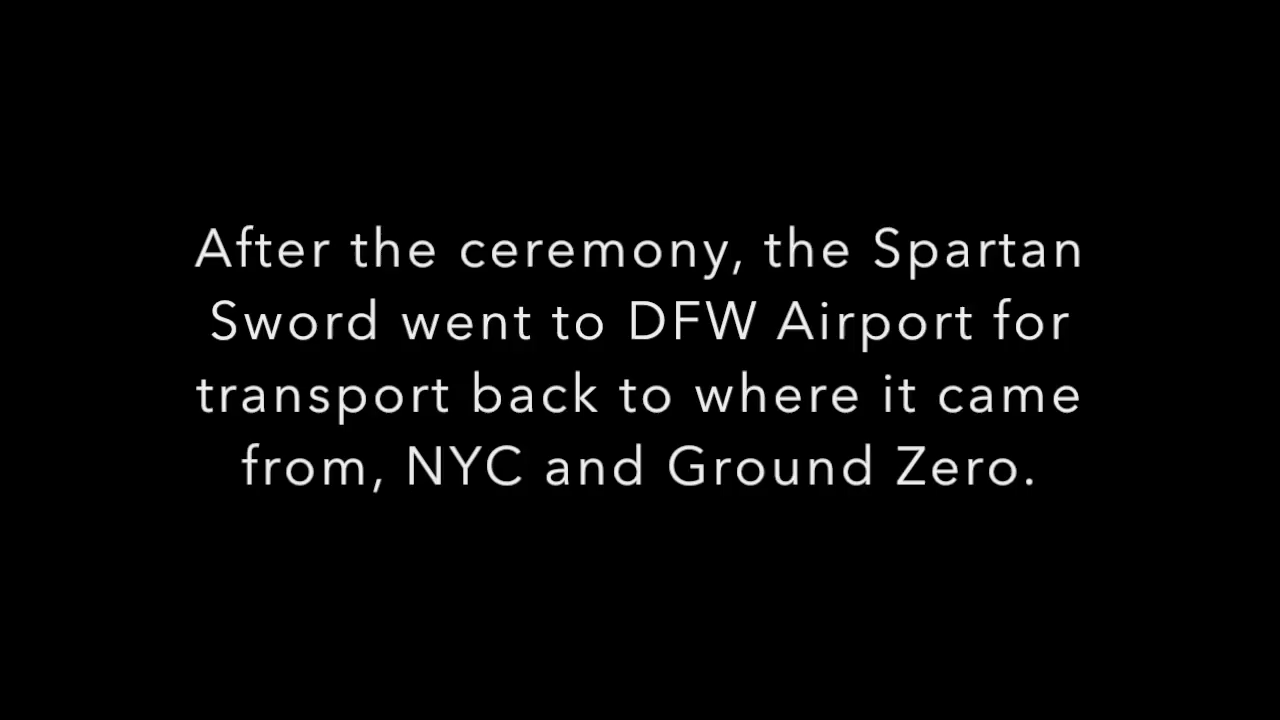 After the ceremony, the Spartan
Sword went to DFW Airport for
transport back to where it came
from, NYC and Ground Zero.